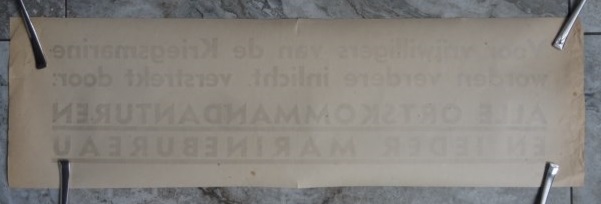 Voor vrijwilligers van de Kriegsmarine
worden verdere inlicht. verstrekt door:
ALLE ORTSKOMMANDANTUREN
EN IEDER MARINEBUREAU